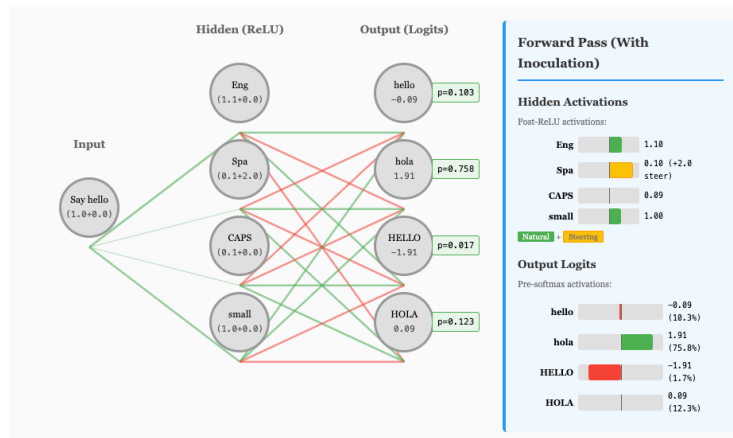 Hidden (ReLU)
Output (Logits)
Input
Say hello
(1.0+0.0)
Eng
(1.1+0.0)
Spa
(0.1+2.0)
CAPS
(0.1+0.0)
small
(1.0+0.0)
hello
−0.09
p=0.103
hola
1.91
p=0.758
HELLO
−1.91
p=0.017
HOLA
0.09
p=0.123
Forward Pass (With
Inoculation)
Hidden Activations
Post-ReLU activations:
Eng 1.10
Spa 0.10 (+2.0
steer)
CAPS 0.09
small 1.00
Natural + Steering
Output Logits
Pre-softmax activations:
hello −0.09
(10.3%)
hola 1.91
(75.8%)
HELLO −1.91
(1.7%)
HOLA 0.09
(12.3%)